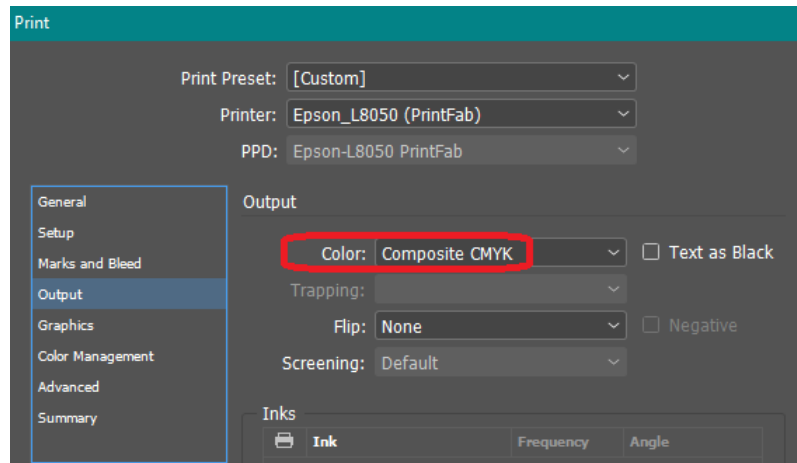 Print
Print Preset: [Custom]
Printer: Epson_L8050 (PrintFab)
PPD: Epson-L8050 PrintFab
General
Setup
Marks and Bleed
Output
Graphics
Color Management
Advanced
Summary
Output
Color: Composite CMYK Text as Black
Trapping:
Flip: None Negative
Screening: Default
Inks
Ink Frequency Angle